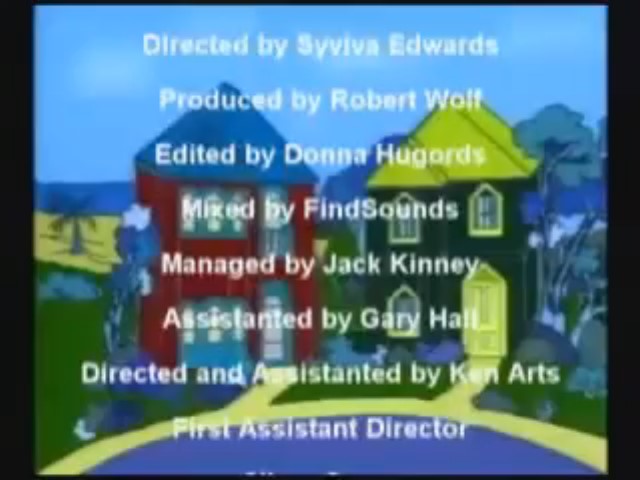 Directed by Syviva Edwards
Produced by Robert Wolf
Edited by Donna Hugords
Mixed by FindSounds
Managed by Jack Kinney
Assistanted by Gary Hall
Directed and Assistanted by Ken Arts
First Assistant Director